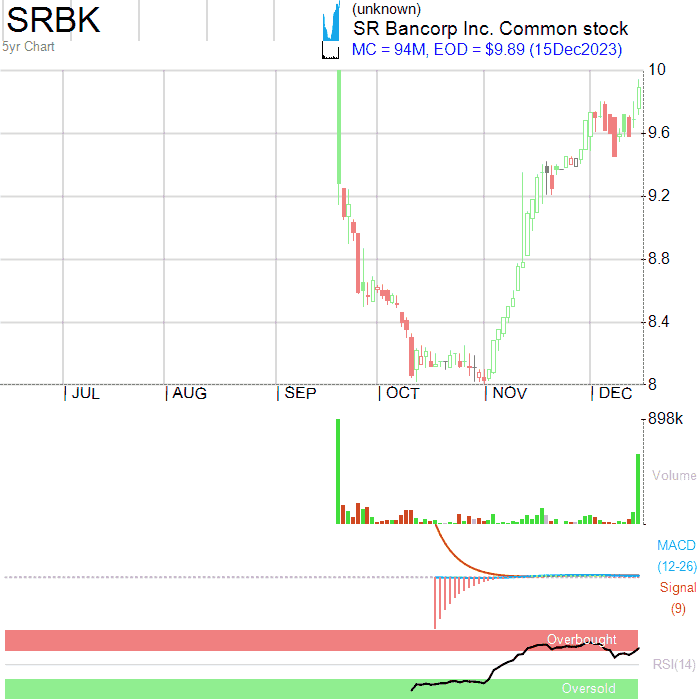 SRBK
5yr Chart
(unknown)
SR Bancorp Inc. Common stock
MC = 94M, EOD = $9.89 (15Dec2023)
10
9.6
9.2
8.8
8.4
8
JUL AUG SEP OCT NOV DEC
898k
Volume
MACD
(12-26)
Signal
(9)
Overbought
RSI(14)
Oversold